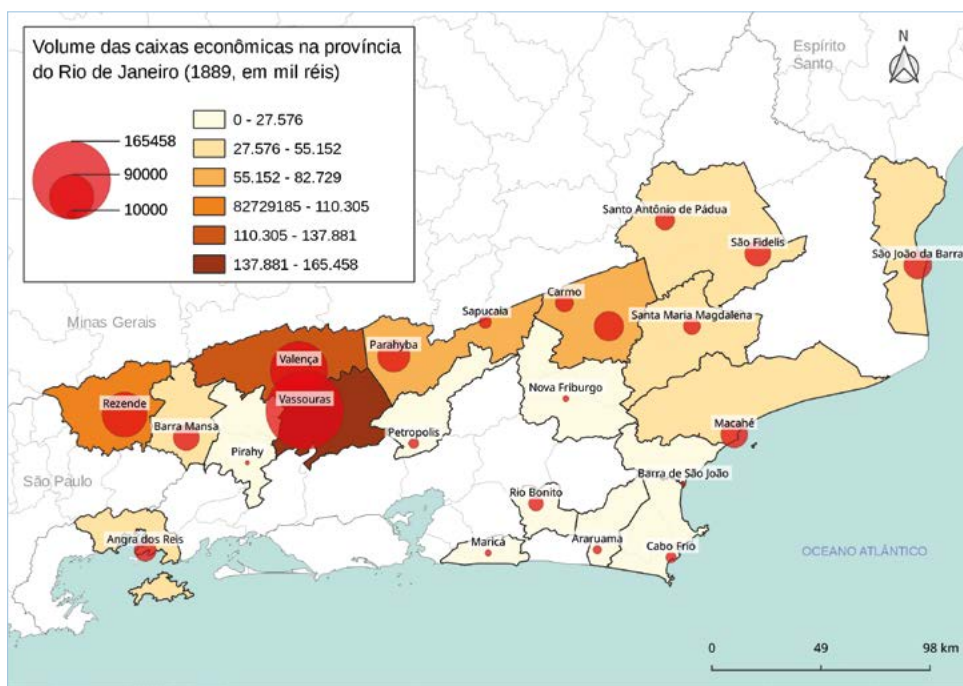 Volume das caixas econômicas na província
do Rio de Janeiro (1889, em mil réis)
165458
90000
10000
0 - 27.576
27.576 - 55.152
55.152 - 82.729
82729185 - 110.305
110.305 - 137.881
137.881 - 165.458
Espírito
Santo
N
Santo Antônio de Pádua
São Fidelis
São João da Barra
Carmo
Sapucaia
Santa Maria Magdalena
Minas Gerais
Parahyba
Valença
Nova Friburgo
Vassouras
Rezende
Barra Mansa
Petropolis
Macahé
Pirahy
São Paulo
Barra de São João
Rio Bonito
Angra dos Reis
Maricá
Araruama
Cabo Frio
OCEANO ATLÂNTICO
0 49 98 km